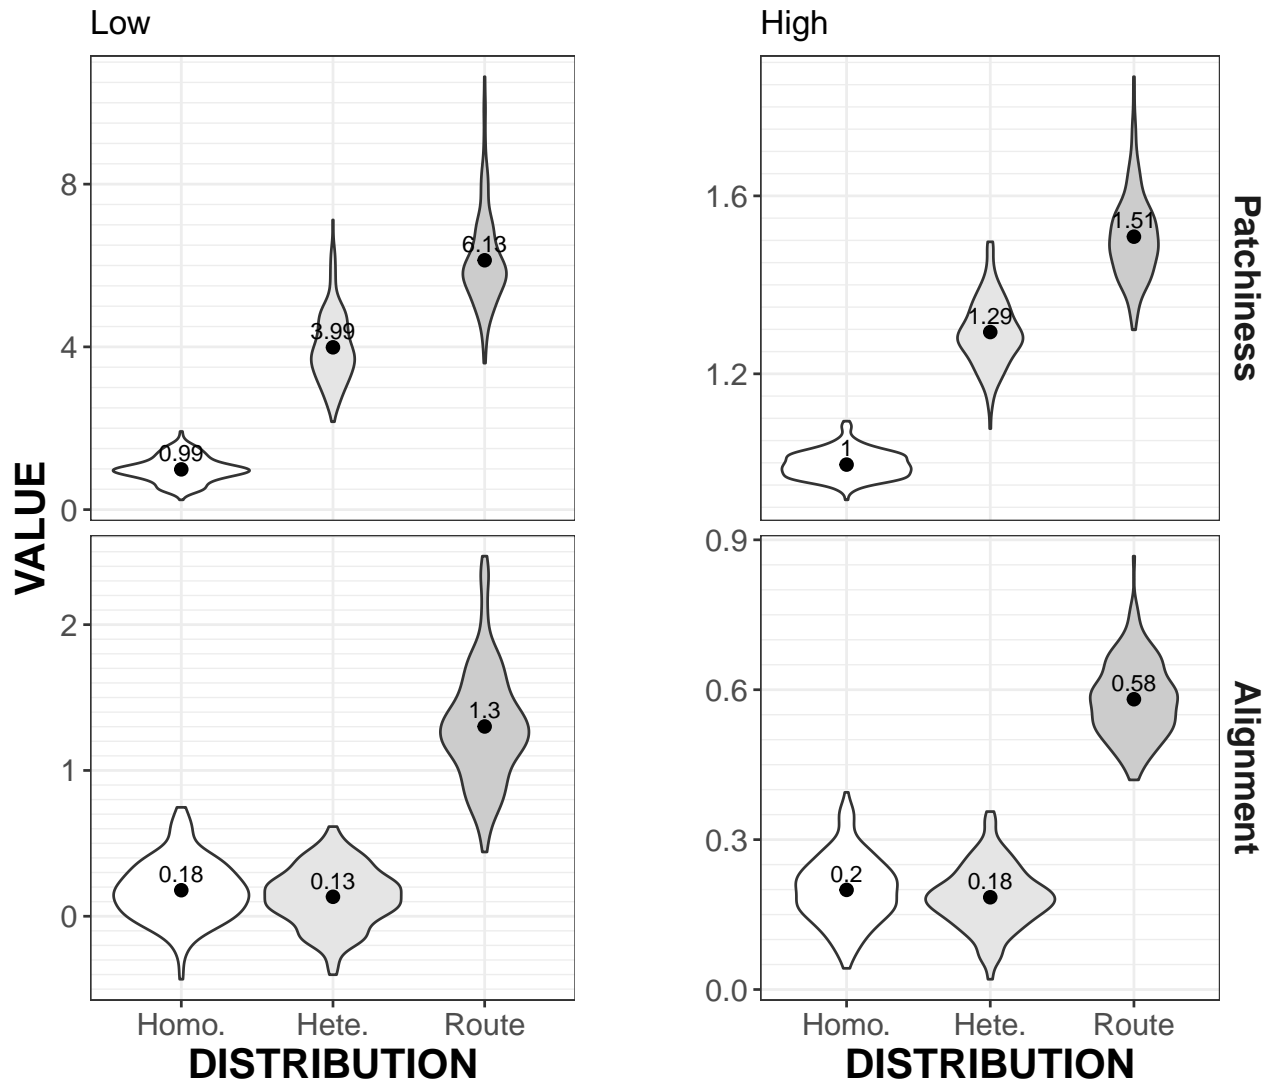 Low
High
8
4
0
0.99
3.99
6.13
1.6
1.2
1
1.29
1.51
Patchiness
VALUE
2
1
0
0.18
0.13
1.3
0.9
0.6
0.3
0.0
0.2
0.18
0.58
Alignment
Homo.
Hete.
Route
Homo.
Hete.
Route
DISTRIBUTION
DISTRIBUTION